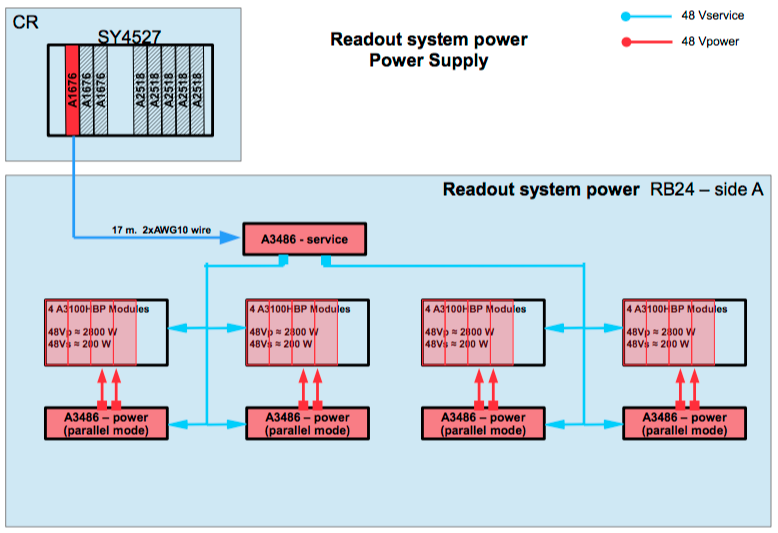 CR
SY4527
A1676
A1676
A1676
A2518
A2518
A2518
A2518
A2518
Readout system power
Power Supply
48 Vservice
48 Vpower
Readout system power RB24 – side A
17 m. 2xAWG10 wire
A3486 - service
4 A3100HBP Modules
48Vp ≈ 2800 W
48Vs ≈ 200 W
4 A3100HBP Modules
48Vp ≈ 2800 W
48Vs ≈ 200 W
4 A3100HBP Modules
48Vp ≈ 2800 W
48Vs ≈ 200 W
4 A3100HBP Modules
48Vp ≈ 2800 W
48Vs ≈ 200 W
A3486 – power
(parallel mode)
A3486 – power
(parallel mode)
A3486 – power
(parallel mode)
A3486 – power
(parallel mode)